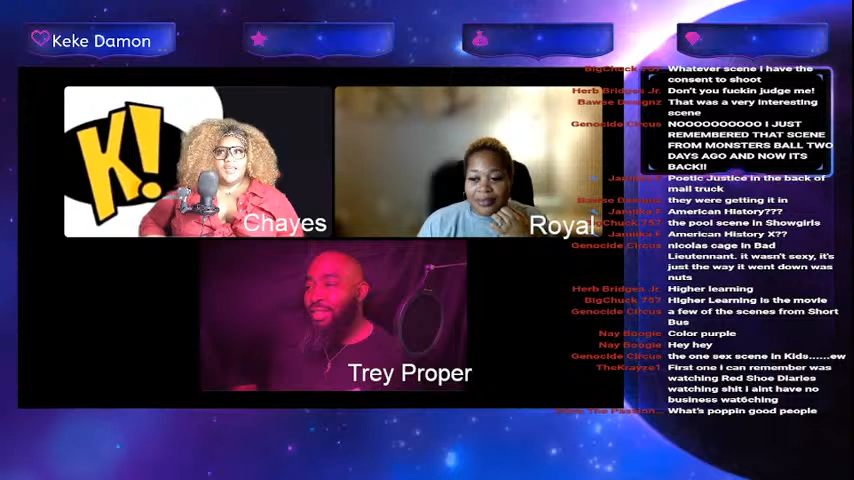 Keke Damon
K!
Chayes
Royal
Trey Proper
Whatever scene I have the
consent to shoot
Herb Bridges Jr. Don't you fuckin judge me!
Bawse Designz That was a very interesting
scene
Genocide Circus NOOOOOOOOOO I JUST
REMEMBERED THAT SCENE
FROM MONSTERS BALL TWO
DAYS AGO AND NOW ITS
BACK!!
Poetic Justice in the back of
mail truck
Bawse Designz they were getting it in
American History???
BigChuck 757 the pool scene in Showgirls
American History X??
Genocide Circus nicolas cage in Bad
Lieutennant. it wasn't sexy, it's
just the way it went down was
nuts
Herb Bridges Jr. Higher learning
BigChuck 757 Higher Learning is the movie
Genocide Circus a few of the scenes from Short
Bus
Nay Boogie Color purple
Nay Boogie Hey hey
Genocide Circus the one sex scene in Kids......ew
TheKrayze1 First one i can remember was
watching Red Shoe Diaries
watching shit i aint have no
business watching
What's poppin good people